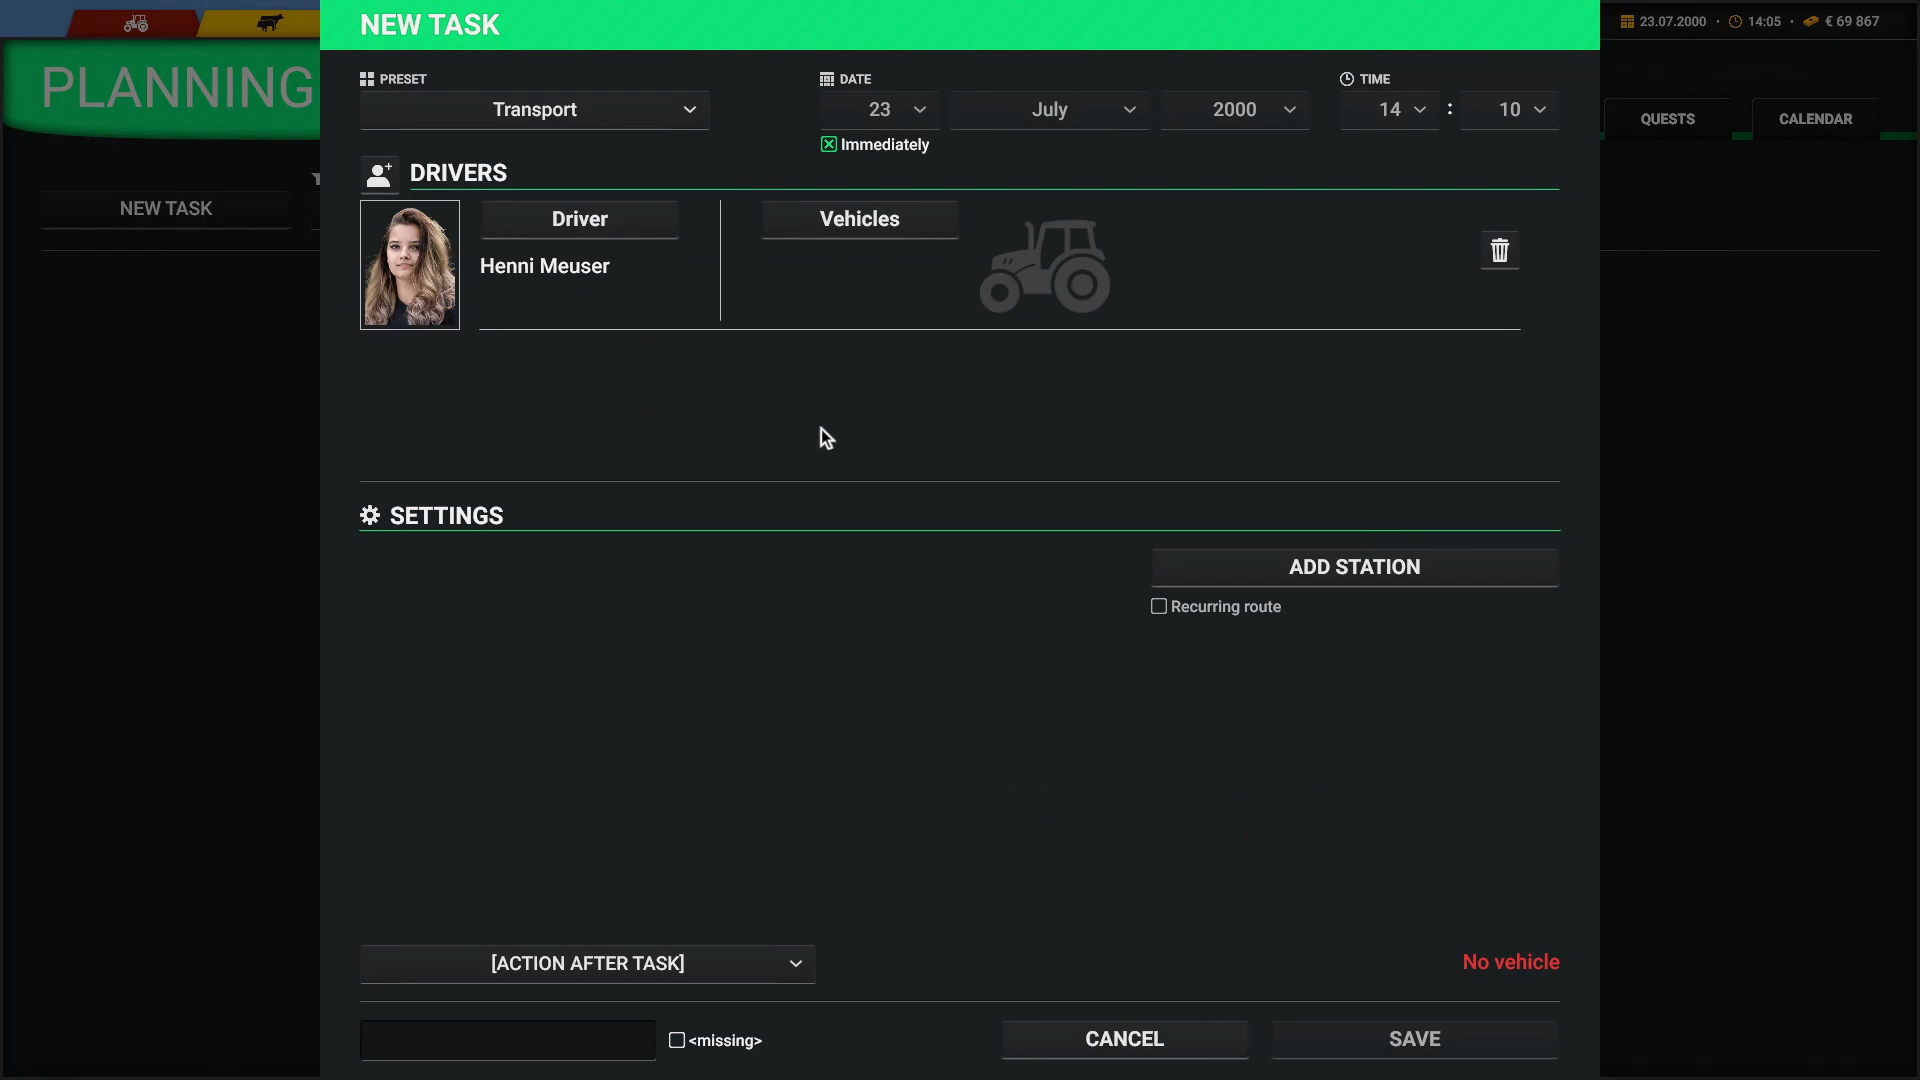 NEW TASK
23.07.2000 • 14:05 • € 69 867
PLANNING
PRESET
DATE
TIME
Transport
23
July
2000
14 : 10
QUESTS
CALENDAR
Immediately
DRIVERS
NEW TASK
Driver
Vehicles
Henni Meuser
SETTINGS
ADD STATION
Recurring route
[ACTION AFTER TASK]
No vehicle
<missing>
CANCEL
SAVE